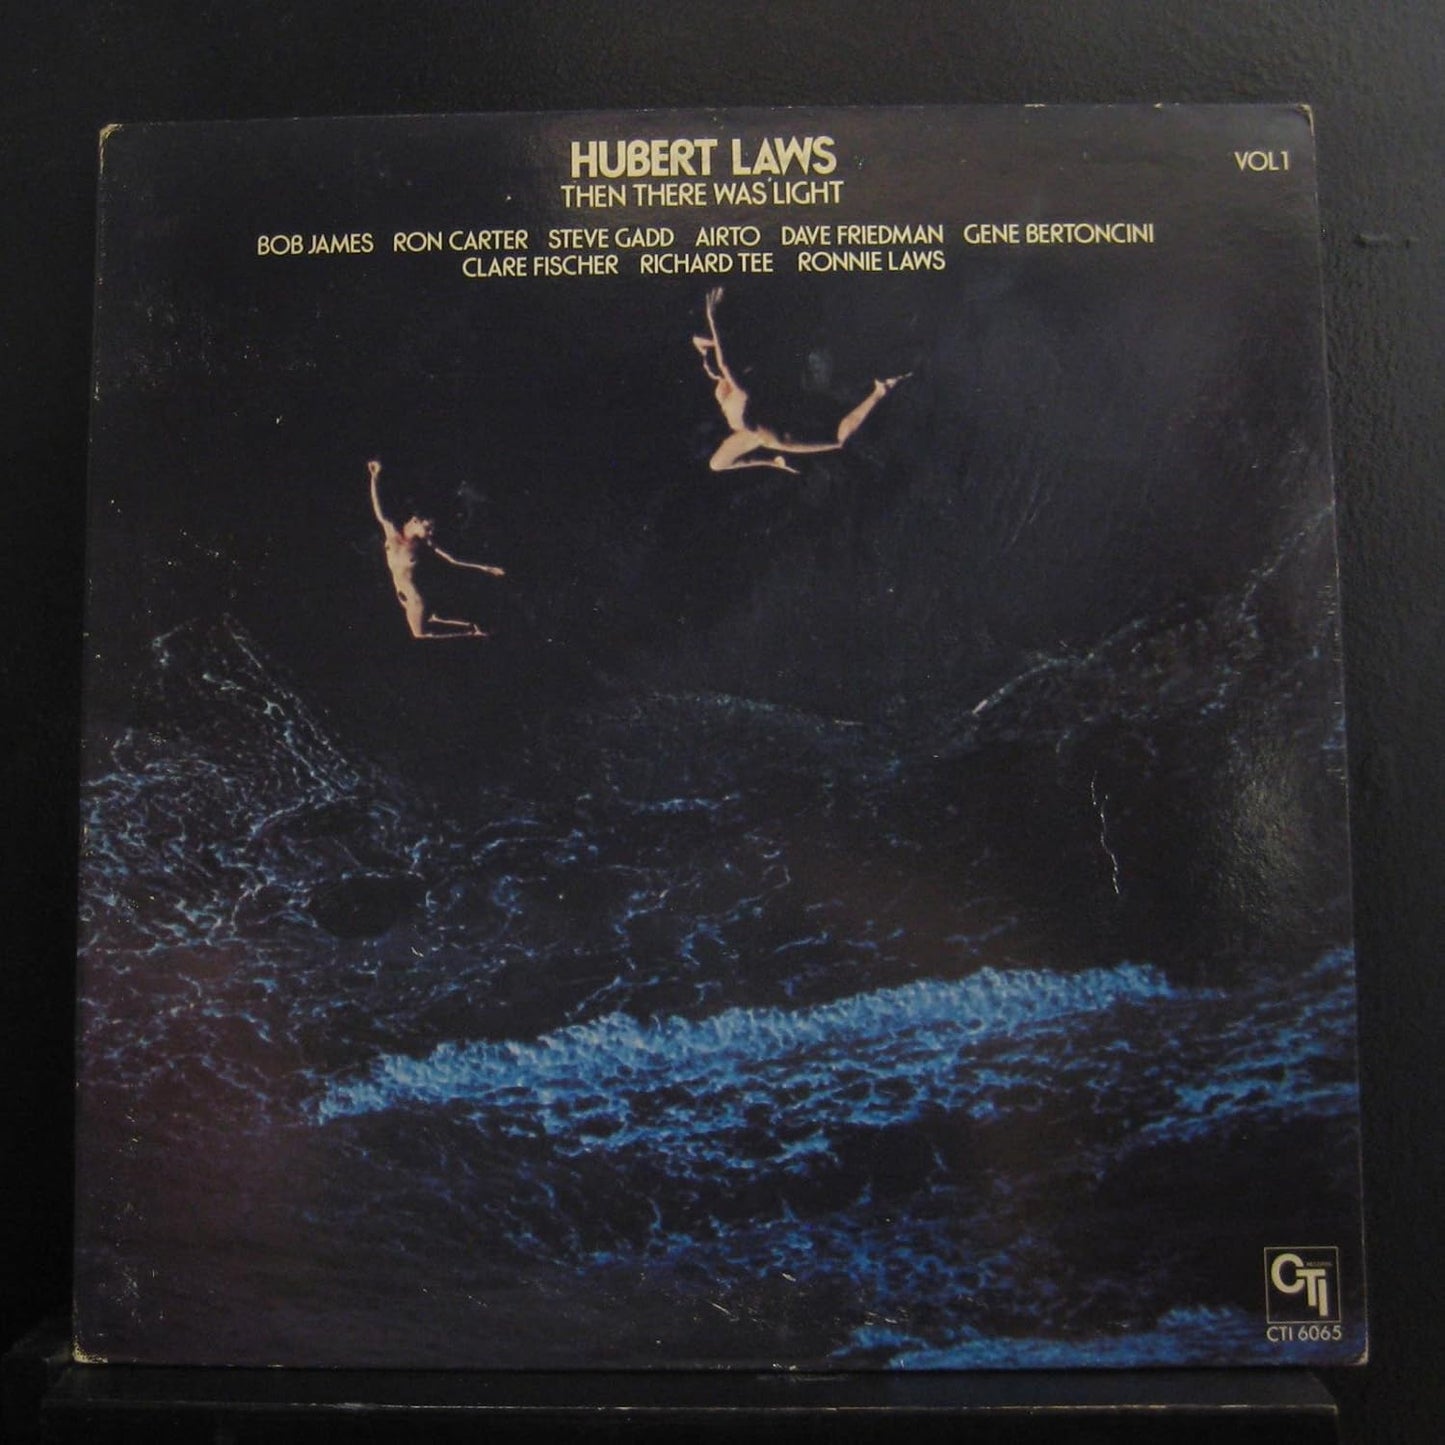 HUBERT LAWS
THEN THERE WAS LIGHT
VOL 1
BOB JAMES RON CARTER STEVE GADD AIRTO DAVE FRIEDMAN GENE BERTONCINI
CLARE FISCHER RICHARD TEE RONNIE LAWS
CTI
RECORDS
CTI 6065